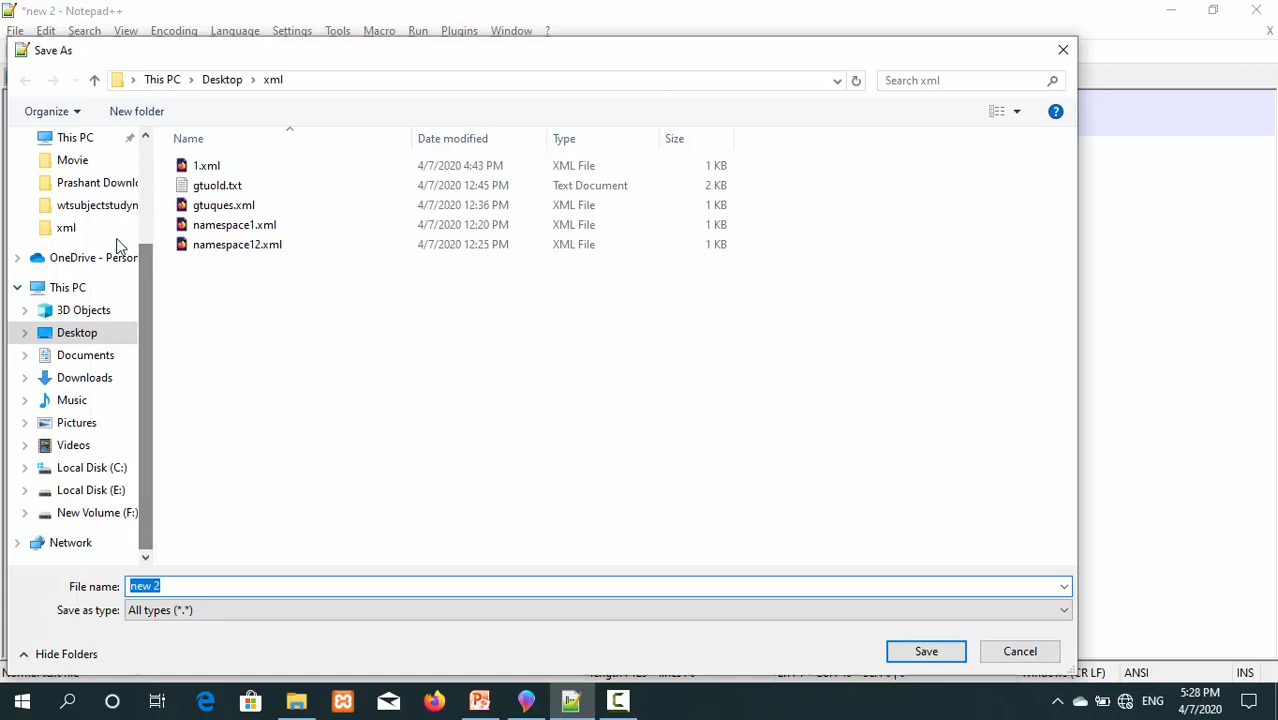 *new 2 - Notepad++
File Edit Search View Encoding Language Settings Tools Macro Run Plugins Window ? X
Save As
This PC > Desktop > xml
Search xml
Organize
New folder
Name
Date modified
Type
Size
This PC
Movie
Prashant Downlo
wtsubjectstudyn
xml
OneDrive - Person
This PC
3D Objects
Desktop
Documents
Downloads
Music
Pictures
Videos
Local Disk (C:)
Local Disk (E:)
New Volume (F:)
Network
1.xml 4/7/2020 4:43 PM XML File 1 KB
gtuold.txt 4/7/2020 12:45 PM Text Document 2 KB
gtuques.xml 4/7/2020 12:36 PM XML File 1 KB
namespace1.xml 4/7/2020 12:20 PM XML File 1 KB
namespace12.xml 4/7/2020 12:25 PM XML File 1 KB
File name: new 2
Save as type: All types (*.*)
Hide Folders
Save
Cancel
ANSI
INS
ENG
5:28 PM
4/7/2020